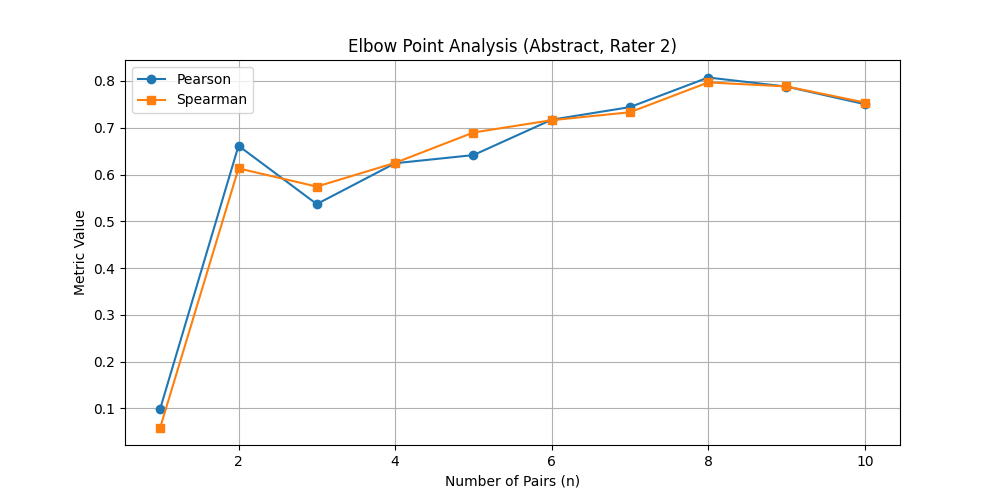 Elbow Point Analysis (Abstract, Rater 2)
Pearson
Spearman
0.8
0.7
0.6
0.5
0.4
0.3
0.2
0.1
Metric Value
2 4 6 8 10
Number of Pairs (n)